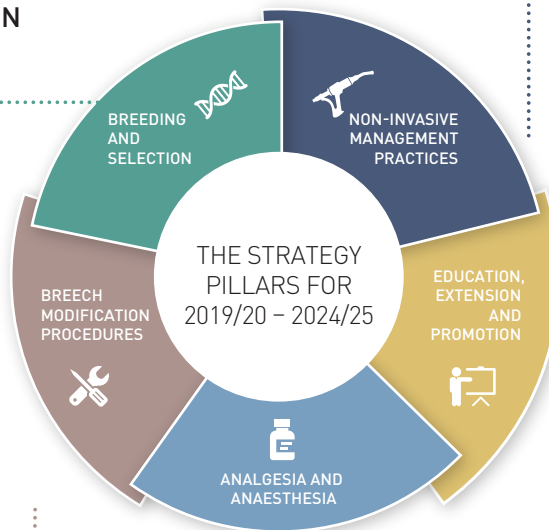 N
BREEDING
AND
SELECTION
NON-INVASIVE
MANAGEMENT
PRACTICES
THE STRATEGY
PILLARS FOR
2019/20 – 2024/25
EDUCATION,
EXTENSION
AND
PROMOTION
BREECH
MODIFICATION
PROCEDURES
ANALGESIA AND
ANAESTHESIA